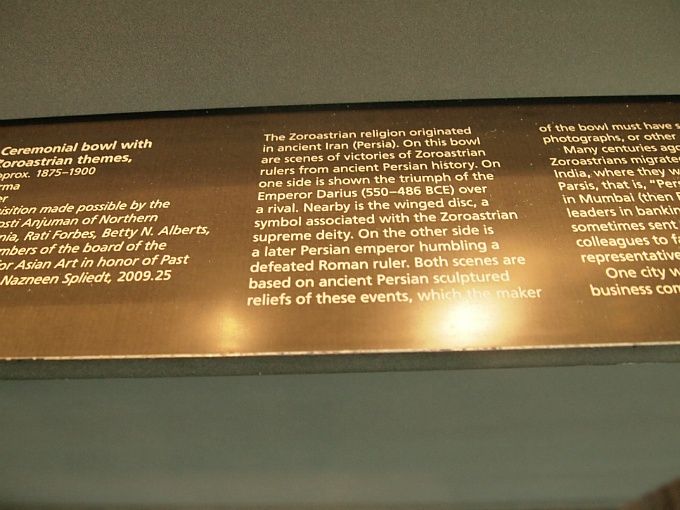 Ceremonial bowl with
Zoroastrian themes,
approx. 1875–1900
possible by the
Anjuman of Northern
Rati Forbes, Betty N. Alberts,
of the board of the
for Asian Art in honor of Past
Nazneen Spliedt, 2009.25
The Zoroastrian religion originated
in ancient Iran (Persia). On this bowl
are scenes of victories of Zoroastrian
rulers from ancient Persian history. On
one side is shown the triumph of the
Emperor Darius (550–486 BCE) over
a rival. Nearby is the winged disc, a
symbol associated with the Zoroastrian
supreme deity. On the other side is
a later Persian emperor humbling a
defeated Roman ruler. Both scenes are
based on ancient Persian sculptured
reliefs of these events, which the maker
of the bowl must have s
photographs, or other
Many centuries ago
Zoroastrians migrate
India, where they w
Parsis, that is, “Pers
in Mumbai (then
leaders in bankin
sometimes sent
colleagues to fa
representative
One city w
business com